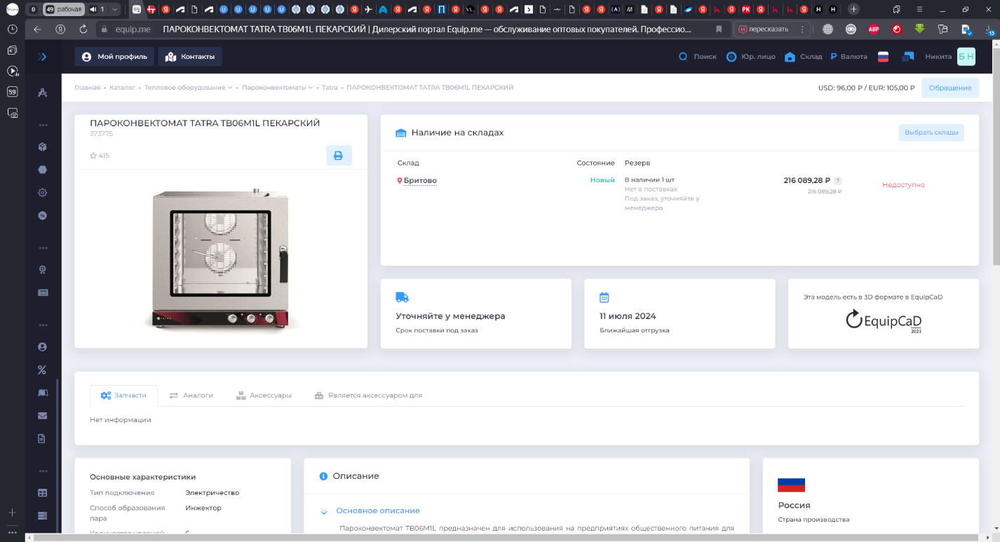 0
49 рабочая
1
equip.me ПАРОКОНВЕКТОМАТ TATRA TB06M1L ПЕКАРСКИЙ | Дилерский портал Equip.me — обслуживание оптовых покупателей. Профессио...
пересказать
ABP
15
59
Мой профиль
Контакты
Поиск
Юр. лицо
Склад
Валюта
Никита
Б Н
Главная • Каталог • Тепловое оборудование • Пароконвектоматы • Tatra • ПАРОКОНВЕКТОМАТ TATRA TB06M1L ПЕКАРСКИЙ
USD: 96,00 ₽ / EUR: 105,00 ₽
Обращение
ПАРОКОНВЕКТОМАТ TATRA TB06M1L ПЕКАРСКИЙ
373775
415
Наличие на складах
Выбрать склады
Склад
Состояние
Резерв
Бритово
Новый
В наличии 1 шт
Нет в поставках
Под заказ, уточняйте у
менеджера
216 089,28 ₽ ?
216 089,28 ₽
Недоступно
Уточняйте у менеджера
Срок поставки под заказ
11 июля 2024
Ближайшая отгрузка
Эта модель есть в 3D формате в EquipCad
EquipCaD
2023
Запчасти
Аналоги
Аксессуары
Является аксессуаром для
Нет информации
Основные характеристики
Тип подключения Электричество
Способ образования Инжектор
пара
Описание
Основное описание
Пароконвектомат TB06M1L предназначен для использования на предприятиях общественного питания для
Россия
Страна производства